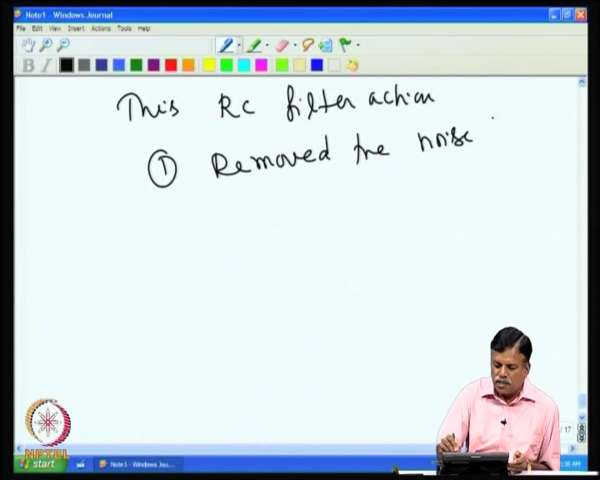 Note1 - Windows Journal
File Edit View Insert Actions Tools Help
B I
This RC filter action
① Removed the noise
/ 17
NPTEL
start
Note1 - Windows Jou...